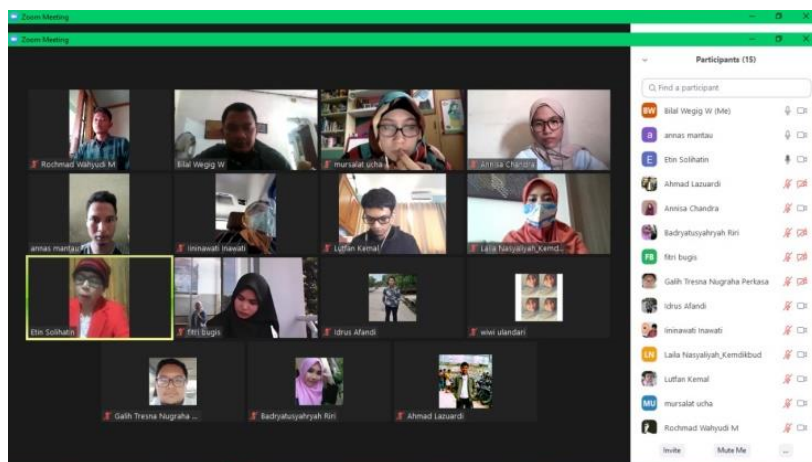 Zoom Meeting
Zoom Meeting
Rochmad Wahyudi M
Bilal Wegig W
mursalat ucha
Annisa Chandra
annas mantau
lininawati Inawati
Lutfan Kemal
Laila Nasyaliyah_Kemd...
Etin Solihatin
fitri bugis
Idrus Afandi
wiwi ulandari
Galih Tresna Nugraha ...
Badryatusyahryah Riri
Ahmad Lazuardi
Participants (15)
Find a participant
BW Bilal Wegig W (Me)
a annas mantau
E Etin Solihatin
Ahmad Lazuardi
Annisa Chandra
Badryatusyahryah Riri
FB fitri bugis
Galih Tresna Nugraha Perkasa
Idrus Afandi
lininawati Inawati
LN Laila Nasyaliyah_Kemdikbud
Lutfan Kemal
MU mursalat ucha
Rochmad Wahyudi M
Invite Mute Me ...